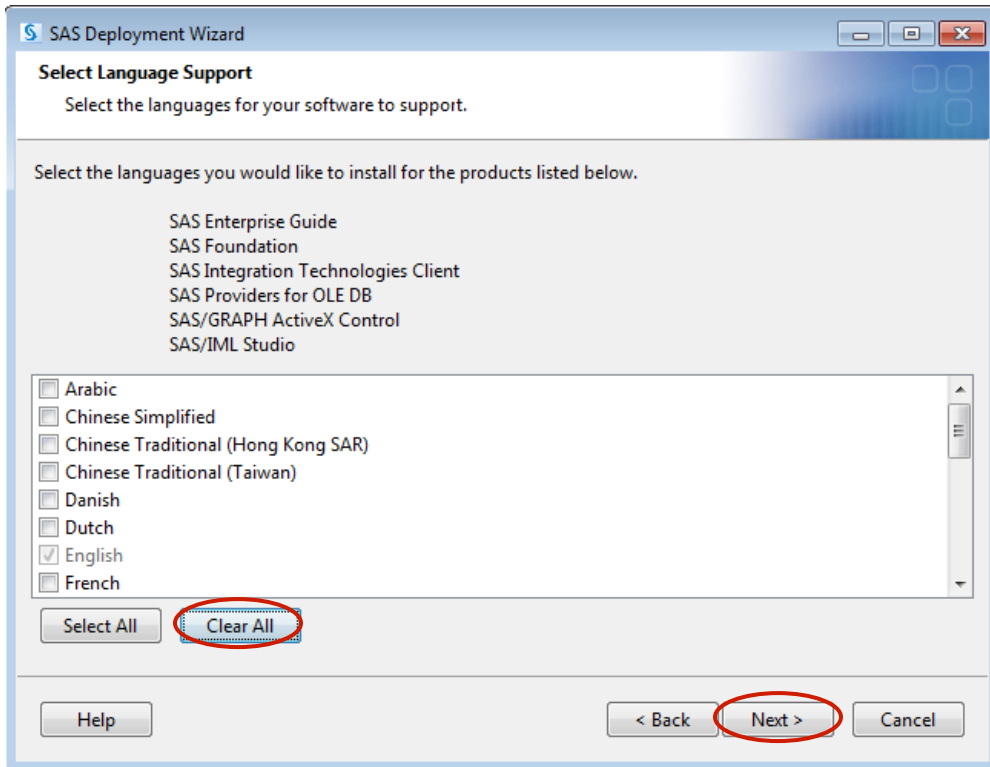 SAS Deployment Wizard
Select Language Support
Select the languages for your software to support.
Select the languages you would like to install for the products listed below.
SAS Enterprise Guide
SAS Foundation
SAS Integration Technologies Client
SAS Providers for OLE DB
SAS/GRAPH ActiveX Control
SAS/IML Studio
Arabic
Chinese Simplified
Chinese Traditional (Hong Kong SAR)
Chinese Traditional (Taiwan)
Danish
Dutch
English
French
Select All Clear All
Help < Back Next > Cancel